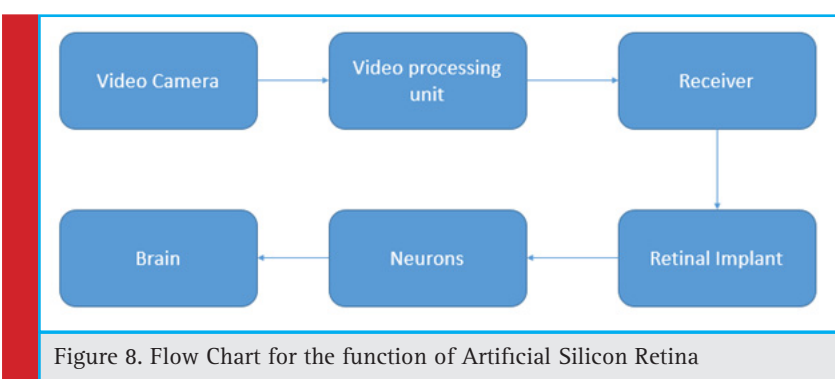 Video Camera
Video processing
unit
Receiver
Retinal Implant
Neurons
Brain
Figure 8. Flow Chart for the function of Artificial Silicon Retina